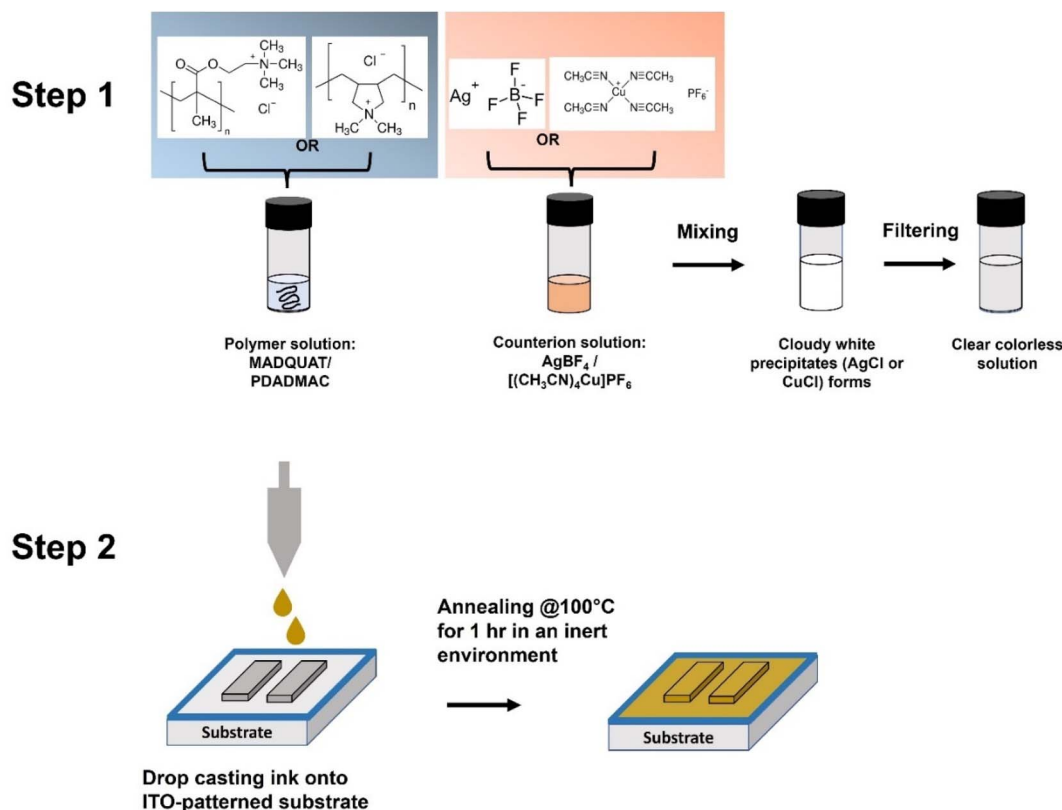 Step 1
O
O
N
+
CH₃
CH₃
CH₃
Cl⁻
CH₃
n
Cl⁻
n
N
+
H₃C
CH₃
OR
Ag⁺
F
B⁻
F
F
F
CH₃C≡N
N≡CCH₃
Cu
+
CH₃C≡N
N≡CCH₃
PF₆⁻
OR
Mixing
Filtering
Polymer solution:
MADQUAT/
PDADMAC
Counterion solution:
AgBF₄ /
[(CH₃CN)₄Cu]PF₆
Cloudy white
precipitates (AgCl or
CuCl) forms
Clear colorless
solution
Step 2
Annealing @100°C
for 1 hr in an inert
environment
Substrate
Substrate
Drop casting ink onto
ITO-patterned substrate